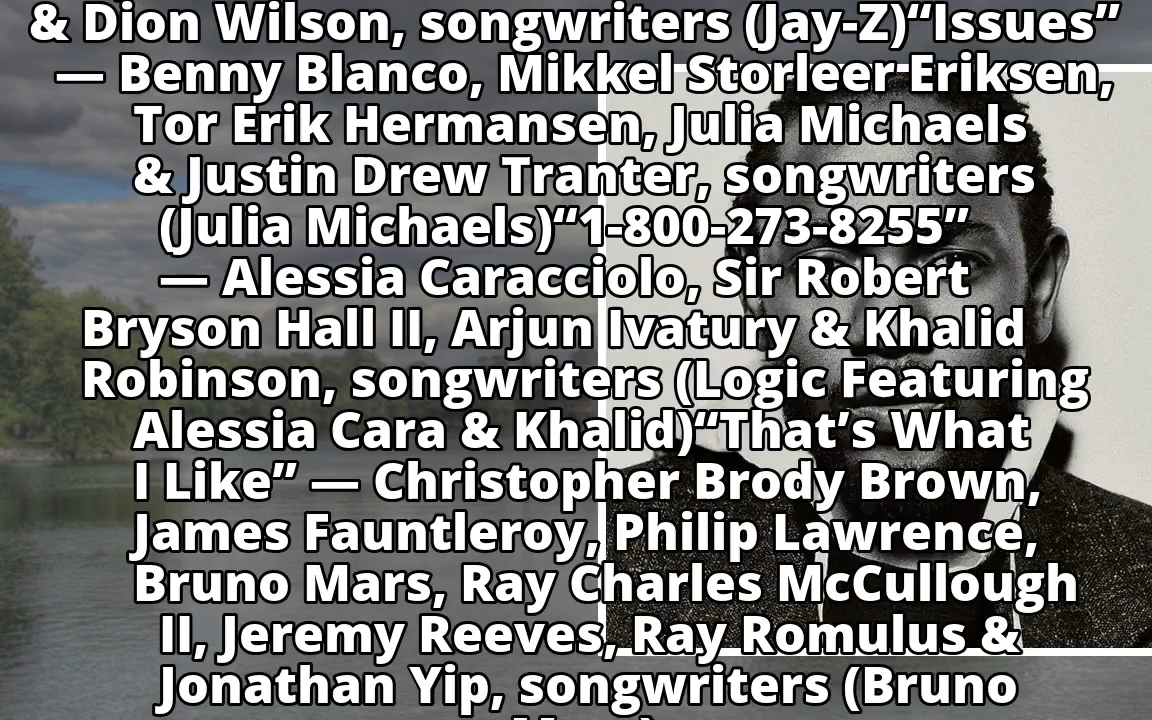 & Dion Wilson, songwriters (Jay-Z)“Issues”
— Benny Blanco, Mikkel Storleer Eriksen,
Tor Erik Hermansen, Julia Michaels
& Justin Drew Tranter, songwriters
(Julia Michaels)“1-800-273-8255”
— Alessia Caracciolo, Sir Robert
Bryson Hall II, Arjun Ivatury & Khalid
Robinson, songwriters (Logic Featuring
Alessia Cara & Khalid)“That’s What
I Like” — Christopher Brody Brown,
James Fauntleroy, Philip Lawrence,
Bruno Mars, Ray Charles McCullough
II, Jeremy Reeves, Ray Romulus &
Jonathan Yip, songwriters (Bruno